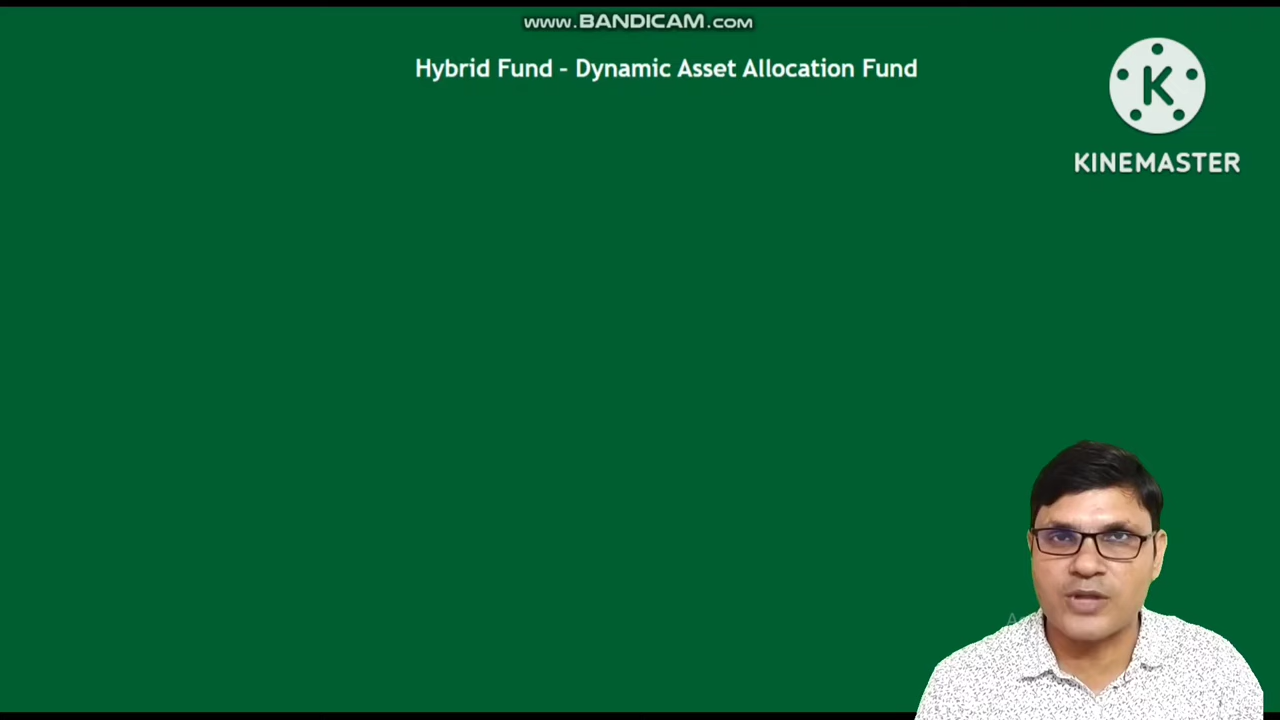 www.BANDICAM.com
Hybrid Fund – Dynamic Asset Allocation Fund
K
KINEMASTER